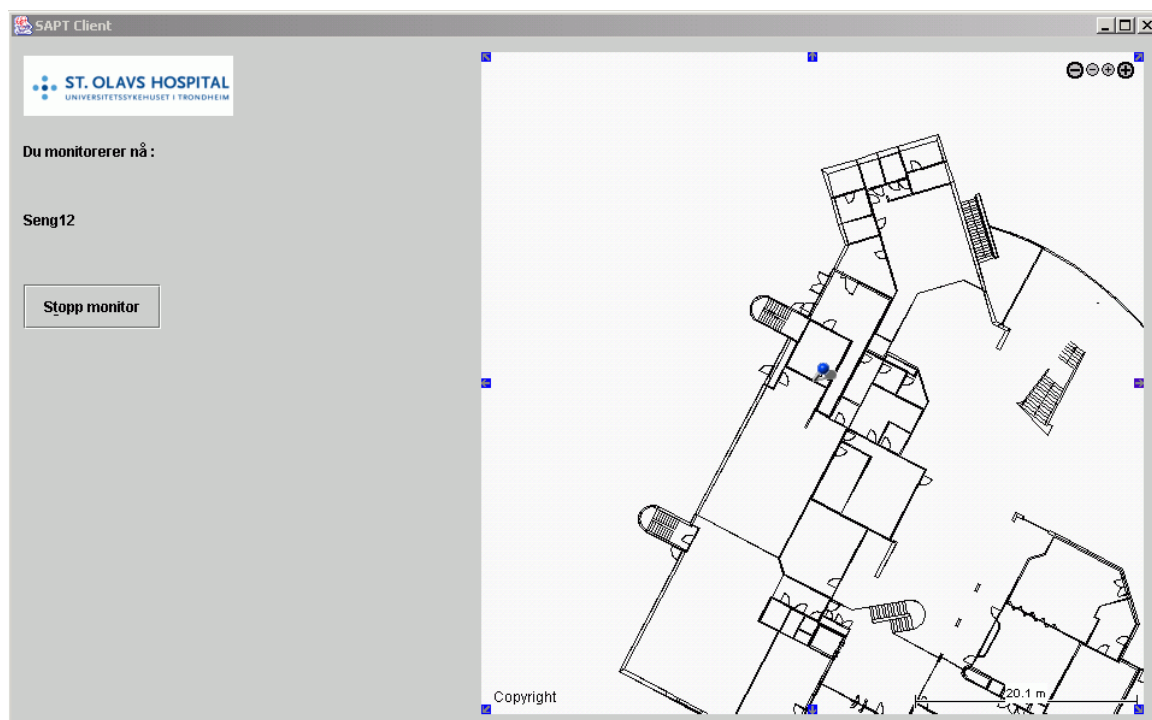 SAPT Client
ST. OLAVS HOSPITAL
UNIVERSITETSSYKEHUSET I TRONDHEIM
Du monitorerer nå :
Seng12
Stopp monitor
Copyright
20.1 m